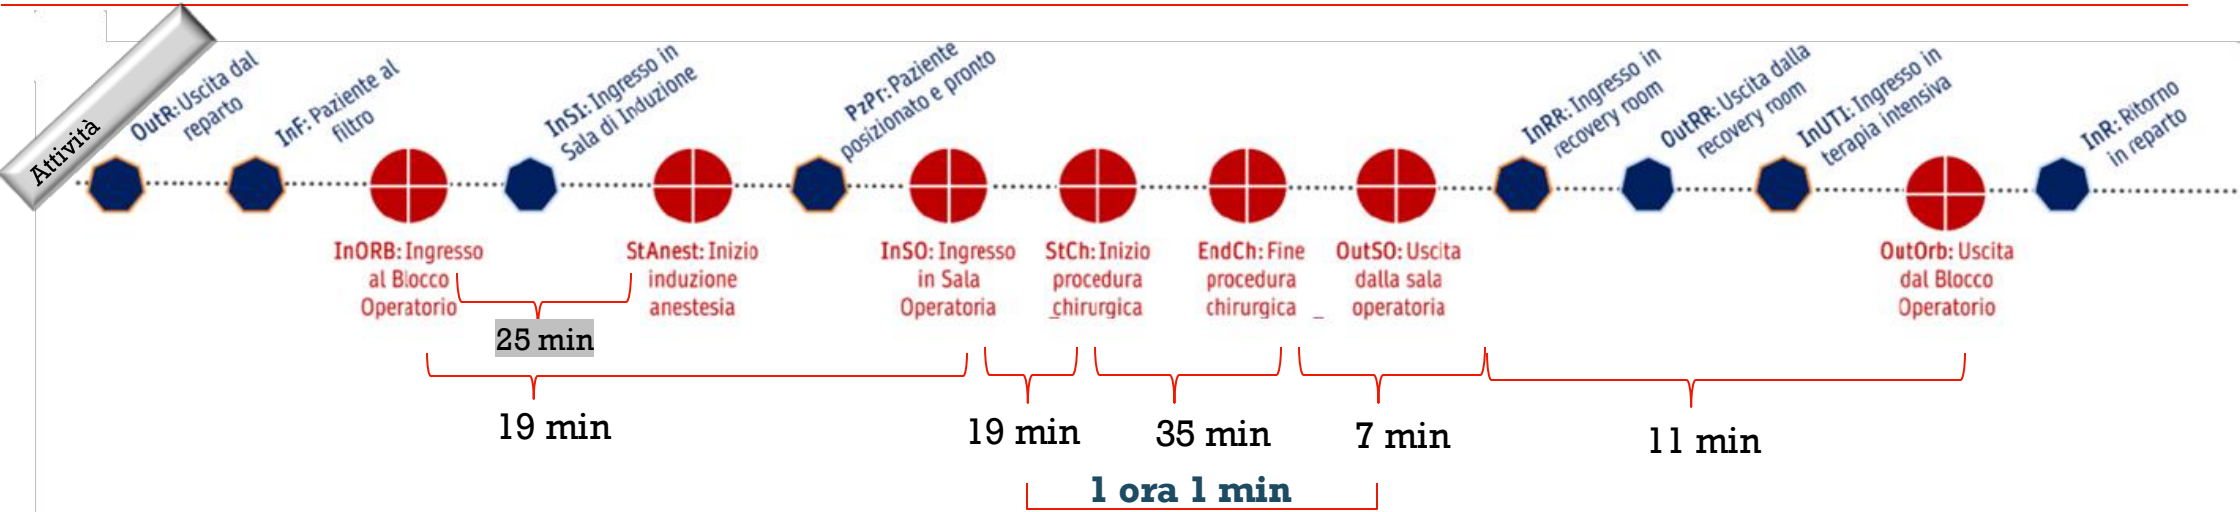 Attività
OutR: Uscita dal
reparto
InF: Paziente al
filtro
InSI: Ingresso in
Sala di Induzione
PzPr: Paziente
posizionato e pronto
InRR: Ingresso in
recovery room
OutRR: Uscita dalla
recovery room
InUTI: Ingresso in
terapia intensiva
InR: Ritorno
in reparto
InORB: Ingresso
al Blocco
Operatorio
StAnest: Inizio
induzione
anestesia
InSO: Ingresso
in Sala
Operatoria
StCh: Inizio
procedura
_chirurgica
EndCh: Fine
procedura
chirurgica _
OutSO: Uscita
dalla sala
operatoria
OutOrb: Uscita
dal Blocco
Operatorio
25 min
19 min
19 min
35 min
7 min
11 min
1 ora 1 min